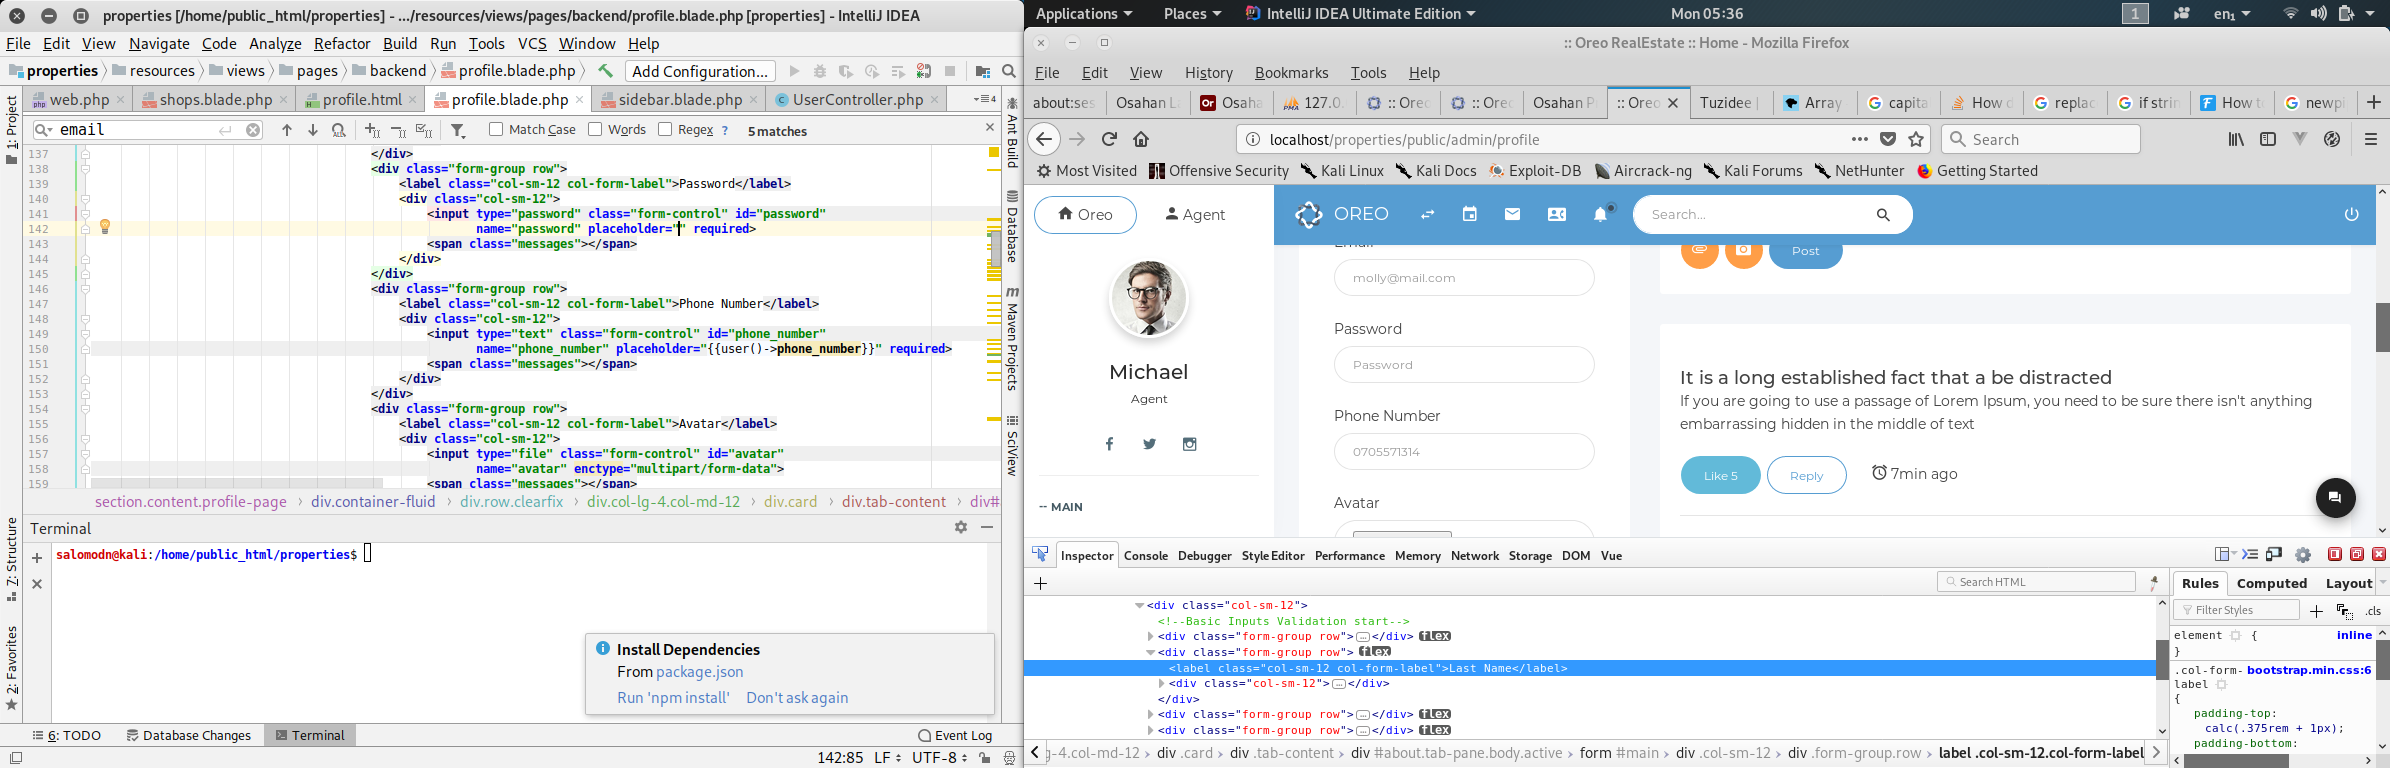 properties [/home/public_html/properties] - .../resources/views/pages/backend/profile.blade.php [properties] - IntelliJ IDEA
File Edit View Navigate Code Analyze Refactor Build Run Tools VCS Window Help
properties resources views pages backend profile.blade.php Add Configuration...
web.php shops.blade.php profile.html profile.blade.php sidebar.blade.php UserController.php
email Match Case Words Regex ? 5 matches
137 </div>
138 <div class="form-group row">
139 <label class="col-sm-12 col-form-label">Password</label>
140 <div class="col-sm-12">
141 <input type="password" class="form-control" id="password"
142 name="password" placeholder="" required>
143 <span class="messages"></span>
144 </div>
145 </div>
146 <div class="form-group row">
147 <label class="col-sm-12 col-form-label">Phone Number</label>
148 <div class="col-sm-12">
149 <input type="text" class="form-control" id="phone_number"
150 name="phone_number" placeholder="{{user()->phone_number}}" required>
151 <span class="messages"></span>
152 </div>
153 </div>
154 <div class="form-group row">
155 <label class="col-sm-12 col-form-label">Avatar</label>
156 <div class="col-sm-12">
157 <input type="file" class="form-control" id="avatar"
158 name="avatar" enctype="multipart/form-data">
159 <span class="messages"></span>
section.content.profile-page › div.container-fluid › div.row.clearfix › div.col-lg-4.col-md-12 › div.card › div.tab-content › div#
1: Project
7: Structure
2: Favorites
Ant Build
Database
m Maven Projects
SciView
Terminal
salomodn@kali:/home/public_html/properties$
Install Dependencies
From package.json
Run 'npm install' Don't ask again
6: TODO Database Changes Terminal Event Log
142:85 LF UTF-8
Applications Places IntelliJ IDEA Ultimate Edition Mon 05:36 1 en₁
:: Oreo RealEstate :: Home - Mozilla Firefox
File Edit View History Bookmarks Tools Help
about:ses Osahan L Osaha 127.0. :: Orec :: Orec Osahan P :: Oreo Tuzidee Array capita How d replac if strin How t newpi
localhost/properties/public/admin/profile Search
Most Visited Offensive Security Kali Linux Kali Docs Exploit-DB Aircrack-ng Kali Forums NetHunter Getting Started
Oreo Agent OREO Search...
Michael
Agent
-- MAIN
Email
molly@mail.com
Password
Password
Phone Number
0705571314
Avatar
Post
It is a long established fact that a be distracted
If you are going to use a passage of Lorem Ipsum, you need to be sure there isn't anything
embarrassing hidden in the middle of text
Like 5 Reply 7min ago
Inspector Console Debugger Style Editor Performance Memory Network Storage DOM Vue
Search HTML
<div class="col-sm-12">
<!--Basic Inputs Validation start-->
<div class="form-group row">…</div> flex
<div class="form-group row"> flex
<label class="col-sm-12 col-form-label">Last Name</label>
<div class="col-sm-12">…</div>
</div>
<div class="form-group row">…</div> flex
<div class="form-group row">…</div> flex
g-4.col-md-12 › div.card › div.tab-content › div#about.tab-pane.body.active › form#main › div.col-sm-12 › div.form-group.row › label.col-sm-12.col-form-label
Rules Computed Layout
Filter Styles .cls
element { inline
}
.col-form-label bootstrap.min.css:6
{
padding-top:
calc(.375rem + 1px);
padding-bottom: